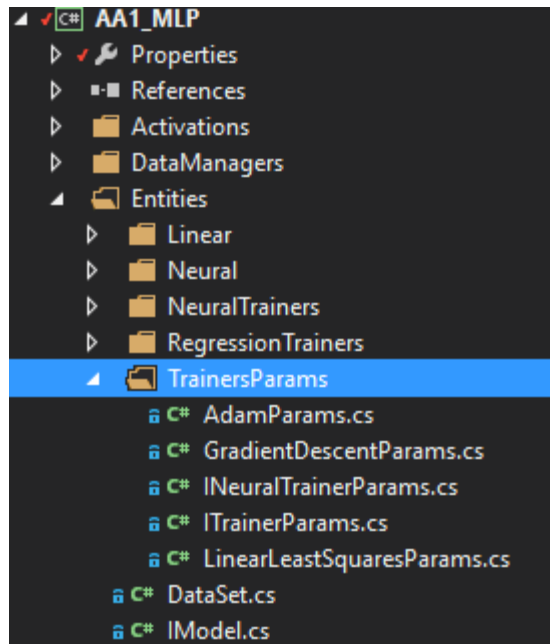 C# AA1_MLP
Properties
References
Activations
DataManagers
Entities
Linear
Neural
NeuralTrainers
RegressionTrainers
TrainersParams
C# AdamParams.cs
C# GradientDescentParams.cs
C# INeuralTrainerParams.cs
C# ITrainerParams.cs
C# LinearLeastSquaresParams.cs
C# DataSet.cs
C# IModel.cs